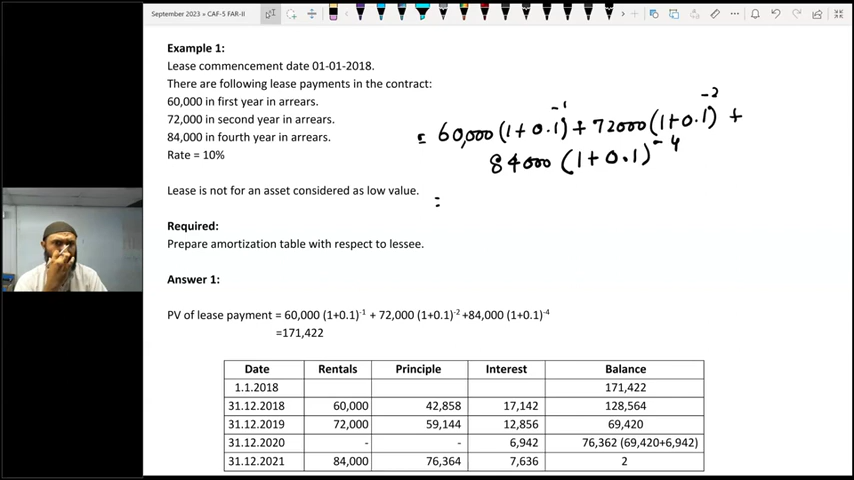 September 2023 » CAF-5 FAR-II
Example 1:
Lease commencement date 01-01-2018.
There are following lease payments in the contract:
60,000 in first year in arrears.
72,000 in second year in arrears.
84,000 in fourth year in arrears.
Rate = 10%
= 60,000 (1+0.1)⁻¹ + 72000 (1+0.1)⁻² +
84000 (1+0.1)⁻⁴
=
Lease is not for an asset considered as low value.
Required:
Prepare amortization table with respect to lessee.
Answer 1:
PV of lease payment = 60,000 (1+0.1)⁻¹ + 72,000 (1+0.1)⁻² +84,000 (1+0.1)⁻⁴
=171,422
Date Rentals Principle Interest Balance
1.1.2018 171,422
31.12.2018 60,000 42,858 17,142 128,564
31.12.2019 72,000 59,144 12,856 69,420
31.12.2020 - - 6,942 76,362 (69,420+6,942)
31.12.2021 84,000 76,364 7,636 2